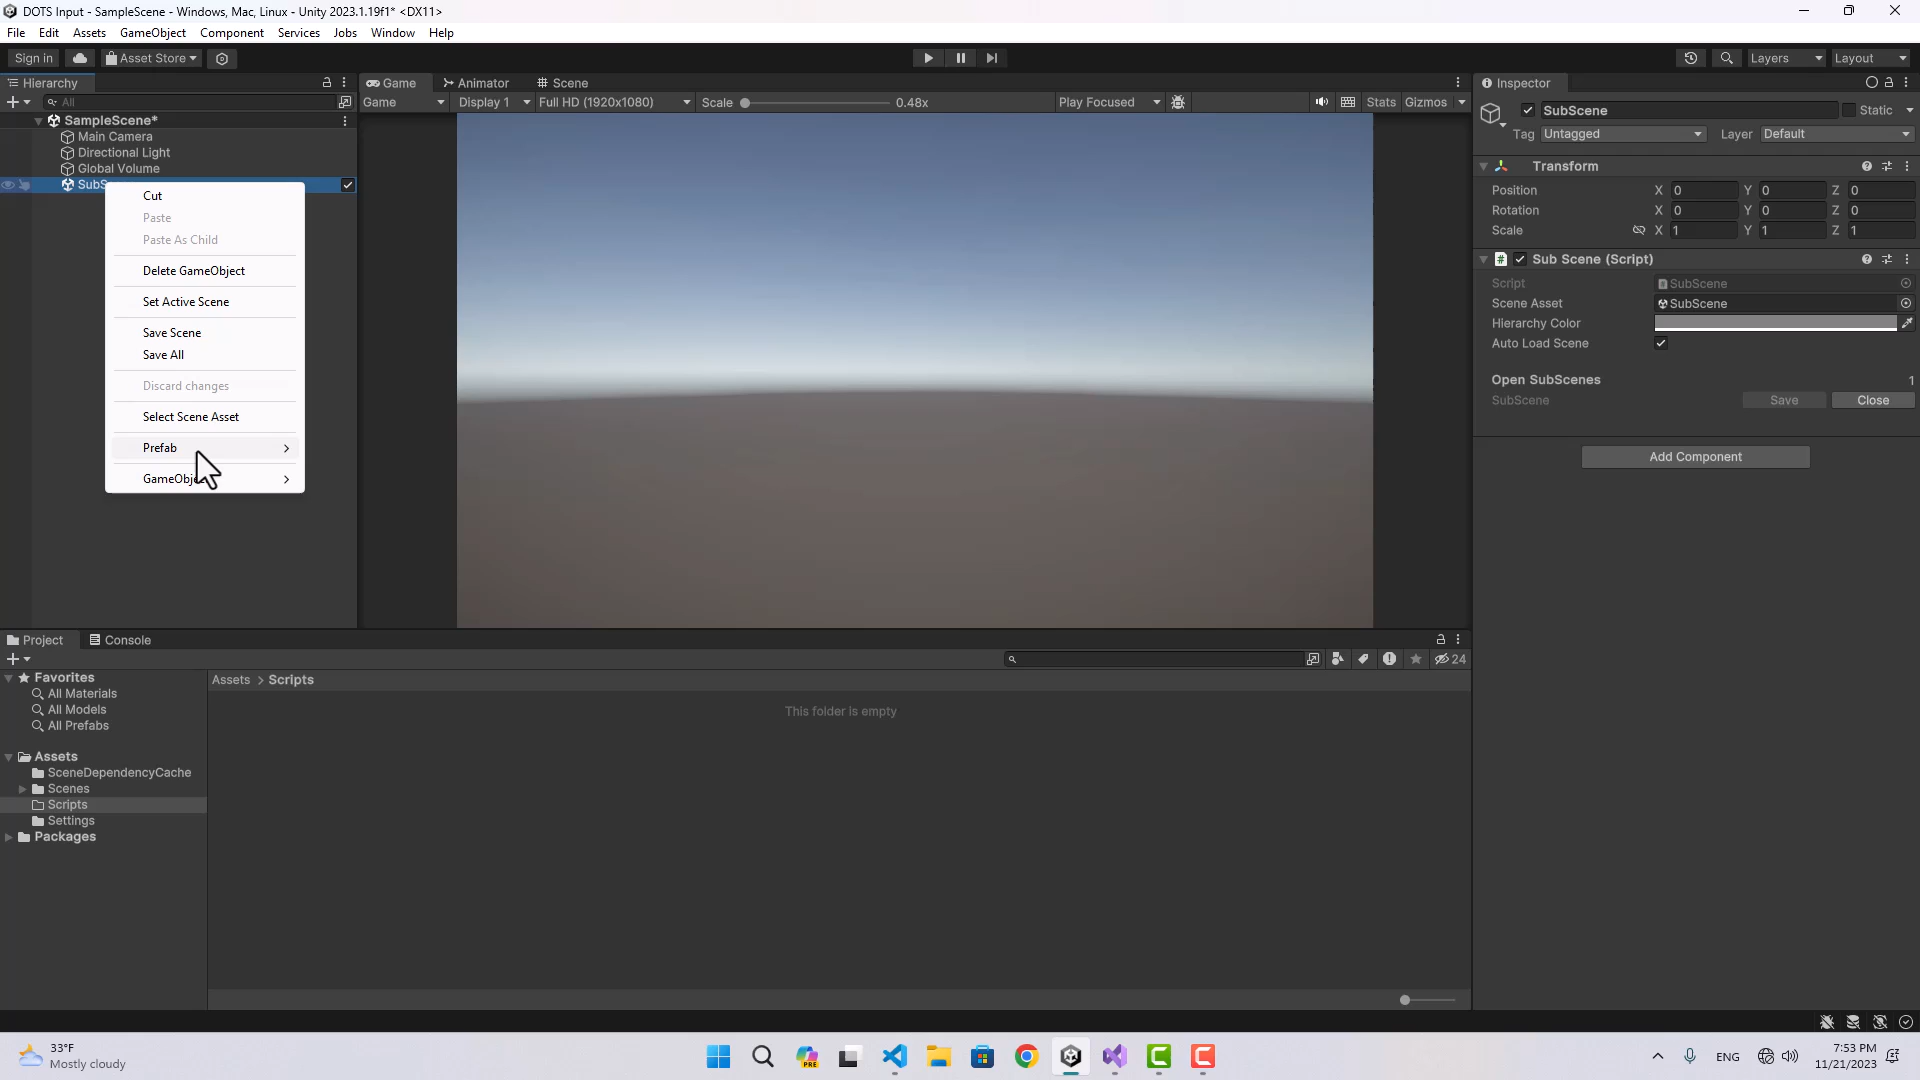 DOTS Input - SampleScene - Windows, Mac, Linux - Unity 2023.1.19f1* <DX11>
File Edit Assets GameObject Component Services Jobs Window Help
Sign in Asset Store Layers Layout
Hierarchy Game Animator Scene Inspector
All Game Display 1 Full HD (1920x1080) Scale 0.48x Play Focused Stats Gizmos
SubScene Static
SampleScene*
Main Camera
Tag Untagged Layer Default
Directional Light
Global Volume
Transform
SubS
Position X 0 Y 0 Z 0
Rotation X 0 Y 0 Z 0
Scale X 1 Y 1 Z 1
Cut
Paste
Paste As Child
Delete GameObject
Set Active Scene
Save Scene
Save All
Discard changes
Select Scene Asset
Prefab
GameObje
Sub Scene (Script)
Script SubScene
Scene Asset SubScene
Hierarchy Color
Auto Load Scene
Open SubScenes 1
SubScene Save Close
Add Component
Project Console
24
Favorites
All Materials
All Models
All Prefabs
Assets
SceneDependencyCache
Scenes
Scripts
Settings
Packages
Assets > Scripts
This folder is empty
33°F
Mostly cloudy
PRE
ENG
7:53 PM
11/21/2023